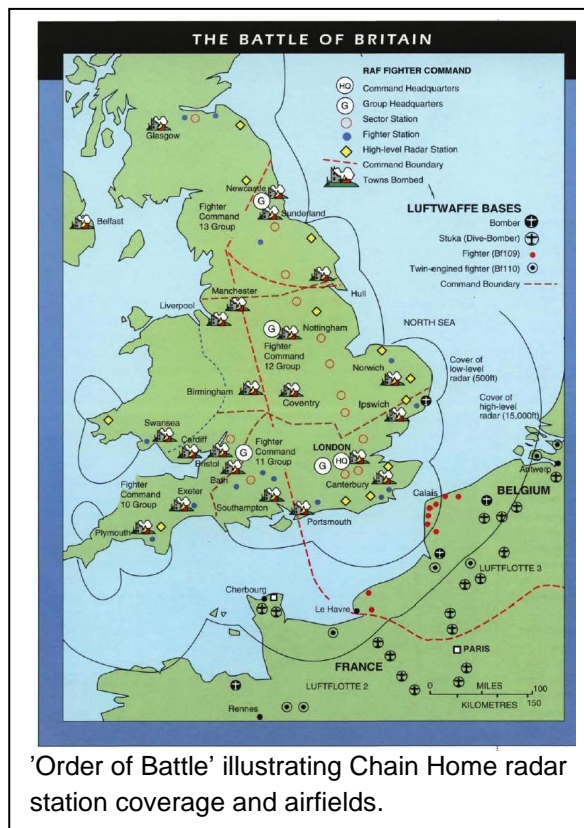 THE BATTLE OF BRITAIN
RAF FIGHTER COMMAND
HQ Command Headquarters
G Group Headquarters
Sector Station
Fighter Station
High-level Radar Station
Command Boundary
Towns Bombed
LUFTWAFFE BASES
Bomber
Stuka (Dive-Bomber)
Fighter (Bf109)
Twin-engined fighter (Bf110)
Command Boundary
Glasgow
Belfast
Newcastle
G
Sunderland
Fighter
Command
13 Group
Manchester
Hull
Liverpool
NORTH SEA
G
Nottingham
Fighter
Command
12 Group
Norwich
Cover of
low-level
radar (500ft)
Birmingham
Coventry
Ipswich
Cover of
high-level
radar (15,000ft)
Swansea
Cardiff
Bristol
Bath
G
Fighter
Command
11 Group
LONDON
G
HQ
Canterbury
Antwerp
Fighter
Command
10 Group
Exeter
Southampton
Portsmouth
Plymouth
Calais
BELGIUM
LUFTFLOTTE 3
Cherbourg
Le Havre
PARIS
FRANCE
LUFTFLOTTE 2
Rennes
0 MILES 100
KILOMETRES 150
’Order of Battle’ illustrating Chain Home radar
station coverage and airfields.